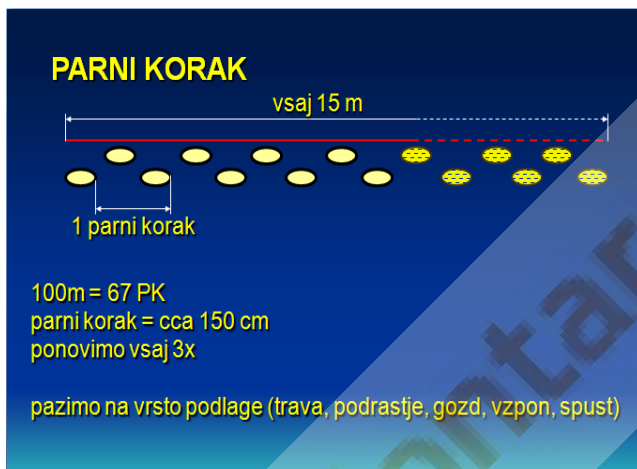 PARNI KORAK
vsaj 15 m
1 parni korak
100m = 67 PK
parni korak = cca 150 cm
ponovimo vsaj 3x
pazimo na vrsto podlage (trava, podrastje, gozd, vzpon, spust)